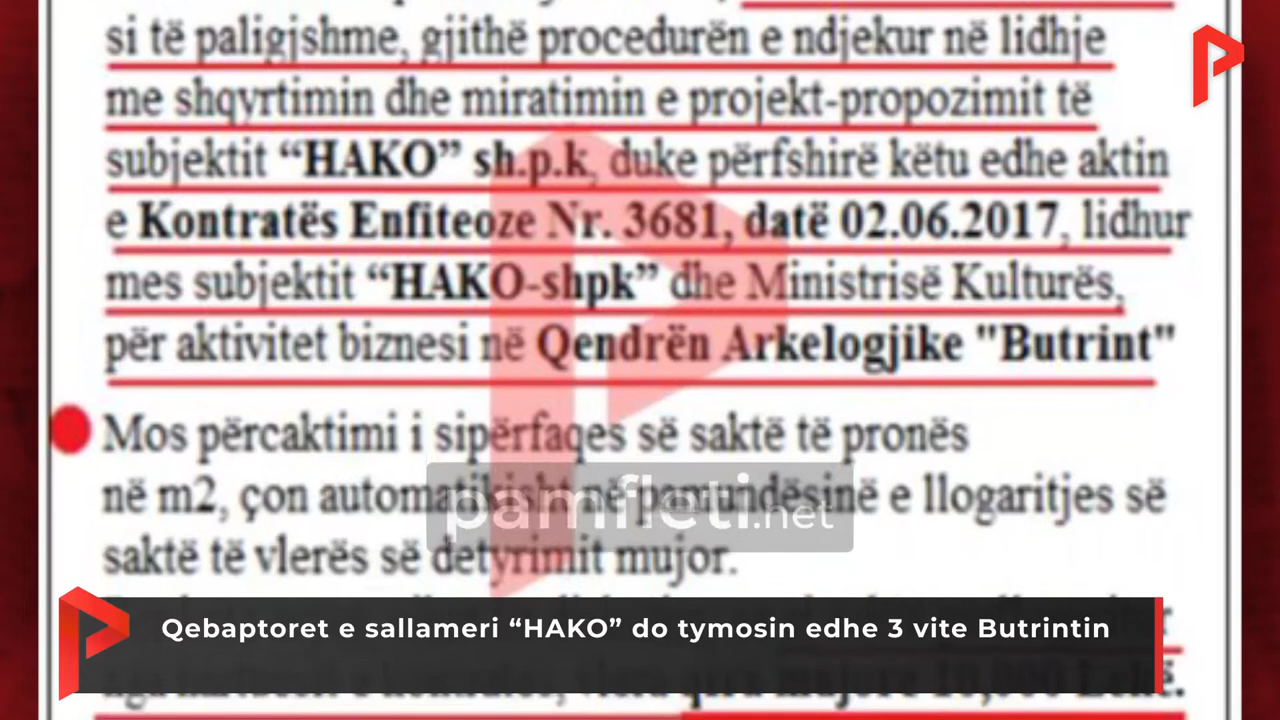 si të paligjshme, gjithë procedurën e ndjekur në lidhje
me shqyrtimin dhe miratimin e projekt-propozimit të
subjektit “HAKO” sh.p.k, duke përfshirë këtu edhe aktin
e Kontratës Enfiteoze Nr. 3681, datë 02.06.2017, lidhur
mes subjektit “HAKO-shpk” dhe Ministrisë Kulturës,
për aktivitet biznesi në Qendrën Arkelogjike "Butrint"
Mos përcaktimi i sipërfaqes së saktë të pronës
në m2, çon automatikisht në pamundësinë e llogaritjes së
saktë të vlerës së detyrimit mujor.
pamfleti.net
Qebaptoret e sallameri “HAKO” do tymosin edhe 3 vite Butrintin